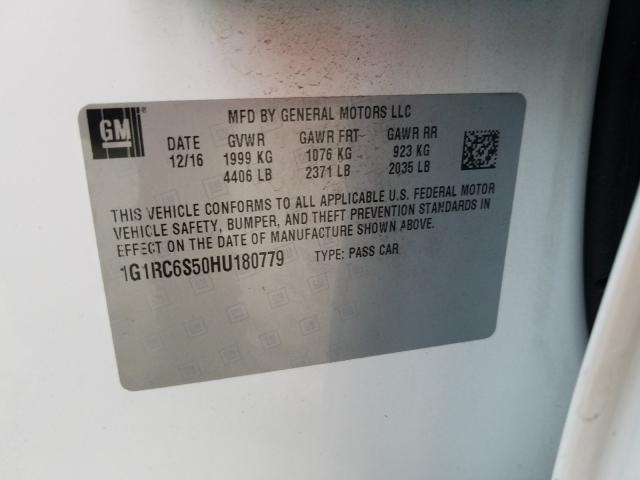 GM ®
MFD BY GENERAL MOTORS LLC
DATE GVWR GAWR FRT GAWR RR
12/16 1999 KG 1076 KG 923 KG
4406 LB 2371 LB 2035 LB
THIS VEHICLE CONFORMS TO ALL APPLICABLE U.S. FEDERAL MOTOR
VEHICLE SAFETY, BUMPER, AND THEFT PREVENTION STANDARDS IN
EFFECT ON THE DATE OF MANUFACTURE SHOWN ABOVE.
1G1RC6S50HU180779 TYPE: PASS CAR